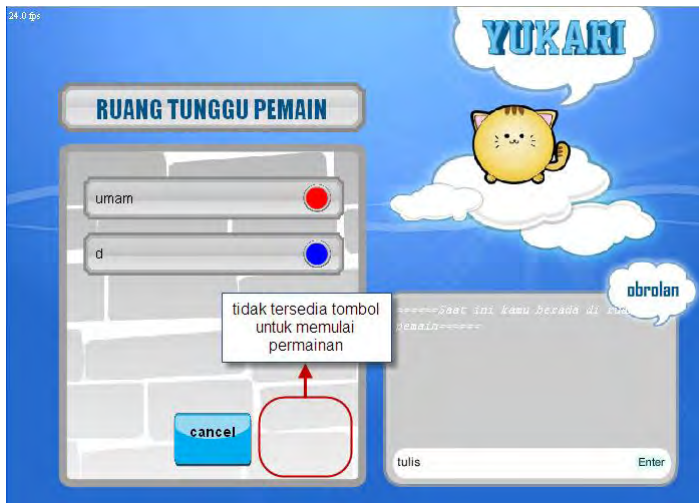 24.0 fps
YUKARI
RUANG TUNGGU PEMAIN
umam
d
tidak tersedia tombol
untuk memulai
permainan
cancel
obrolan
======Saat ini kamu berada di
pemain======
tulis
Enter